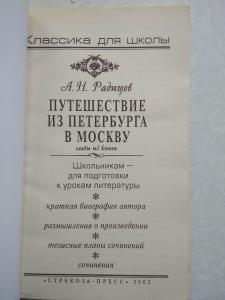 Классика для школы
А. Н. Радищев
ПУТЕШЕСТВИЕ
ИЗ ПЕТЕРБУРГА
В МОСКВУ
главы из книги
Школьникам —
для подготовки
к урокам литературы
краткая биография автора
размышления о произведении
тезисные планы сочинений
сочинения
«СТРЕКОЗА-ПРЕСС» 2002